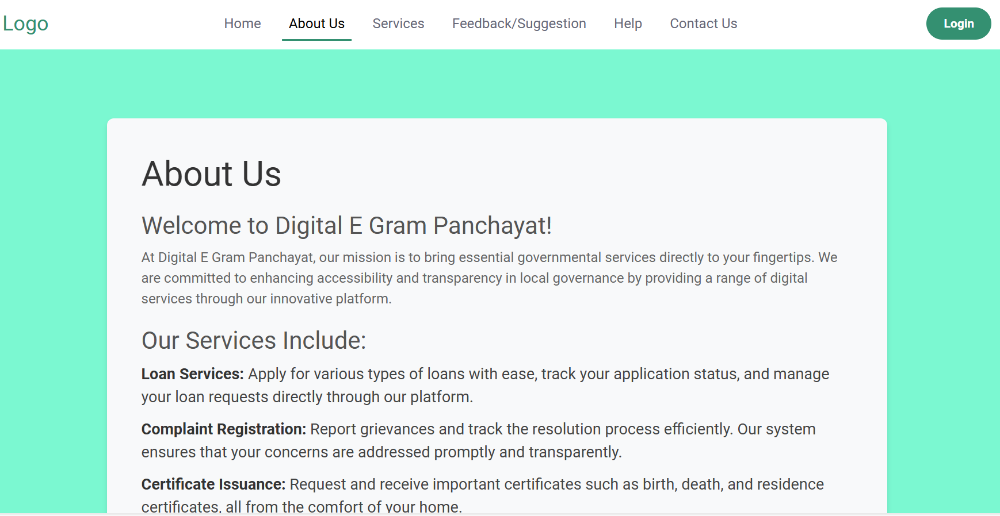 Logo
Home
About Us
Services
Feedback/Suggestion
Help
Contact Us
Login
About Us
Welcome to Digital E Gram Panchayat!
At Digital E Gram Panchayat, our mission is to bring essential governmental services directly to your fingertips. We
are committed to enhancing accessibility and transparency in local governance by providing a range of digital
services through our innovative platform.
Our Services Include:
Loan Services: Apply for various types of loans with ease, track your application status, and manage
your loan requests directly through our platform.
Complaint Registration: Report grievances and track the resolution process efficiently. Our system
ensures that your concerns are addressed promptly and transparently.
Certificate Issuance: Request and receive important certificates such as birth, death, and residence
certificates, all from the comfort of your home.